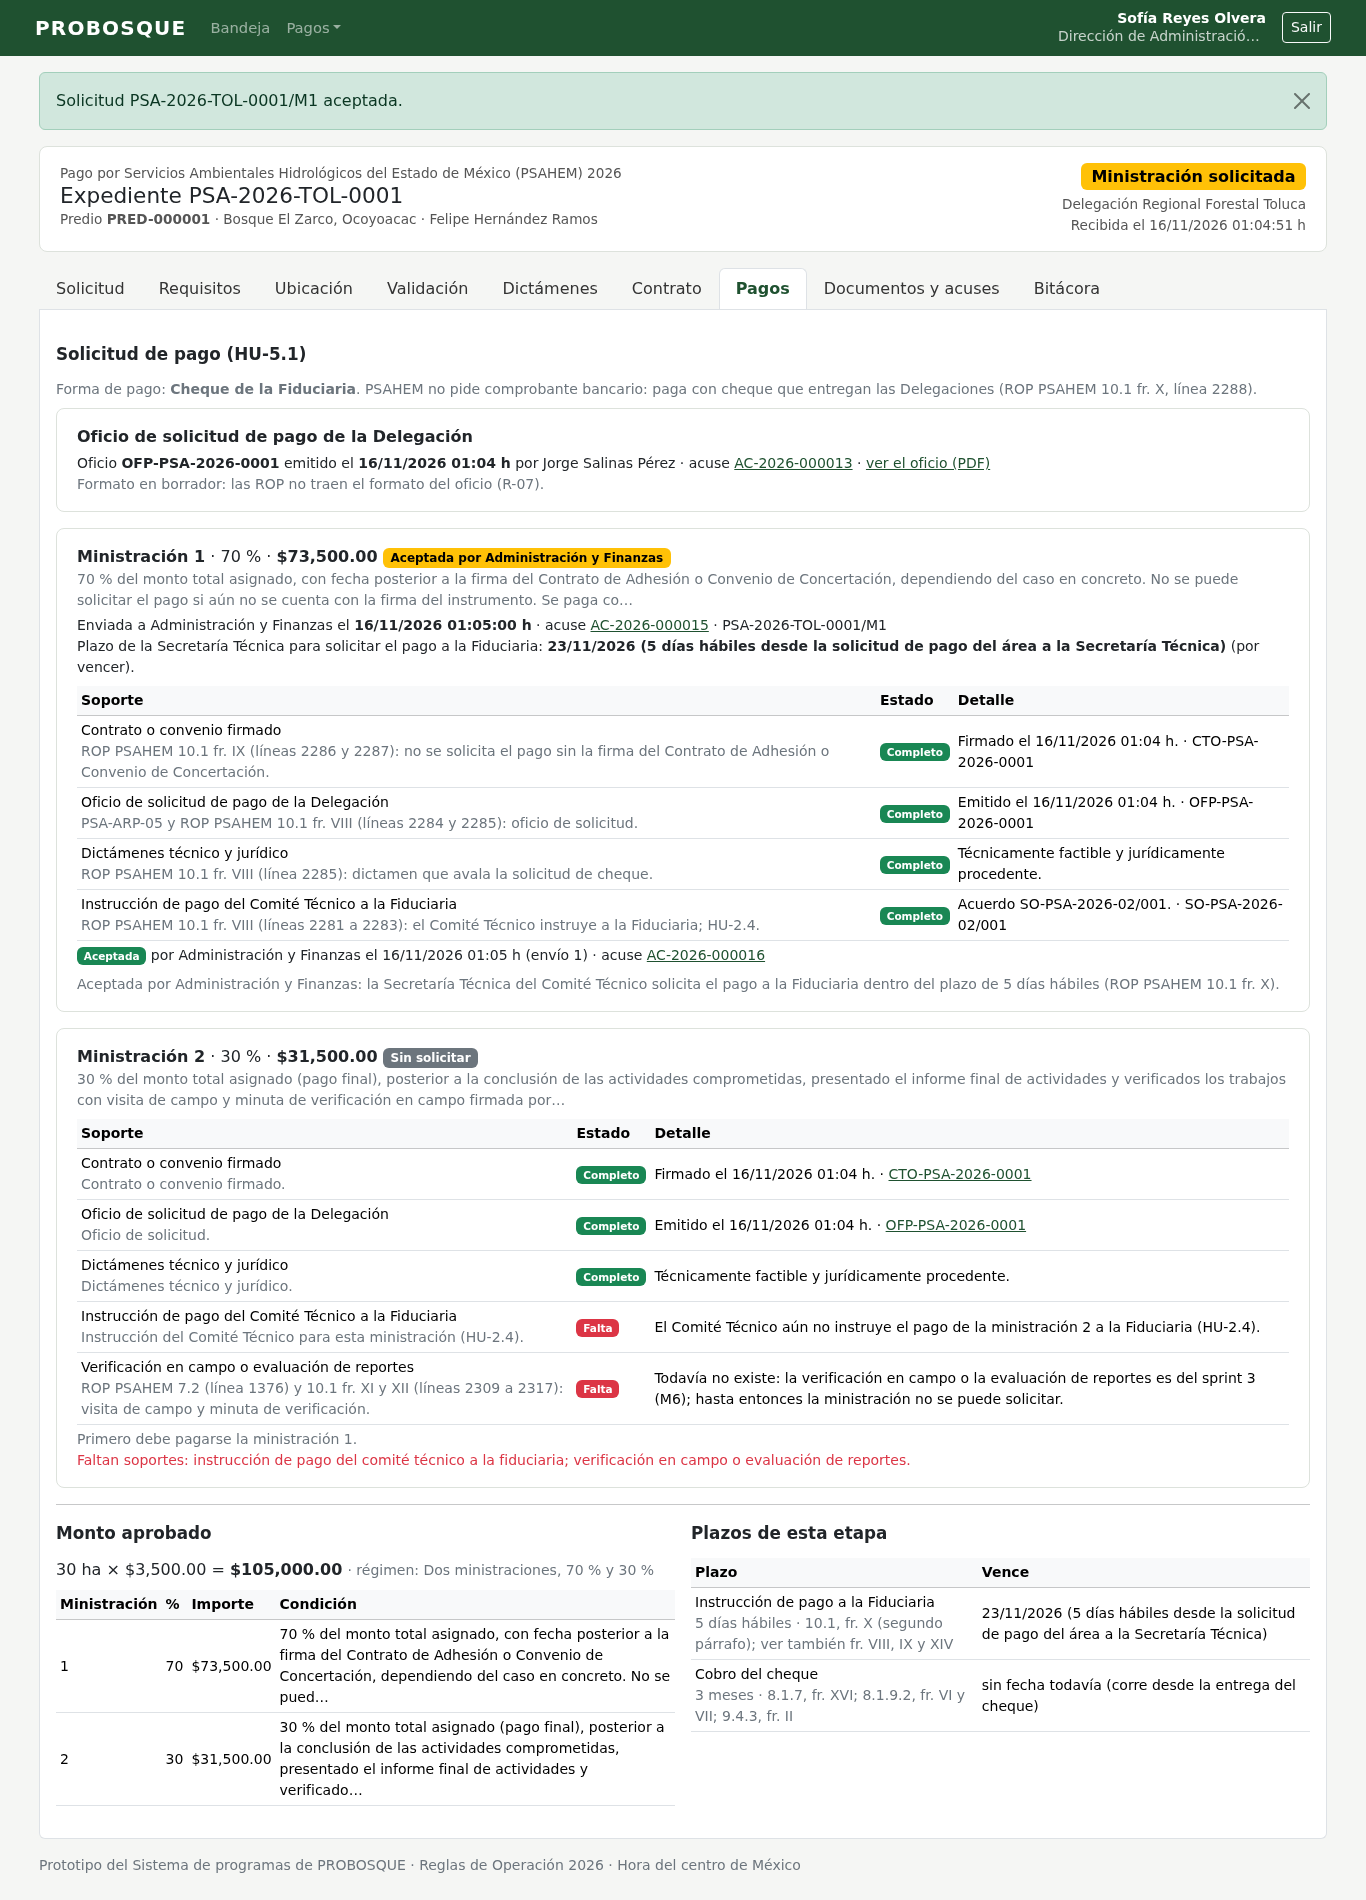 PROBOSQUE Bandeja Pagos Sofía Reyes Olvera Dirección de Administració… Salir
Solicitud PSA-2026-TOL-0001/M1 aceptada.
Pago por Servicios Ambientales Hidrológicos del Estado de México (PSAHEM) 2026
Expediente PSA-2026-TOL-0001
Predio PRED-000001 · Bosque El Zarco, Ocoyoacac · Felipe Hernández Ramos
Ministración solicitada
Delegación Regional Forestal Toluca
Recibida el 16/11/2026 01:04:51 h
Solicitud Requisitos Ubicación Validación Dictámenes Contrato Pagos Documentos y acuses Bitácora
Solicitud de pago (HU-5.1)
Forma de pago: Cheque de la Fiduciaria. PSAHEM no pide comprobante bancario: paga con cheque que entregan las Delegaciones (ROP PSAHEM 10.1 fr. X, línea 2288).
Oficio de solicitud de pago de la Delegación
Oficio OFP-PSA-2026-0001 emitido el 16/11/2026 01:04 h por Jorge Salinas Pérez · acuse AC-2026-000013 · ver el oficio (PDF)
Formato en borrador: las ROP no traen el formato del oficio (R-07).
Ministración 1 · 70 % · $73,500.00 Aceptada por Administración y Finanzas
70 % del monto total asignado, con fecha posterior a la firma del Contrato de Adhesión o Convenio de Concertación, dependiendo del caso en concreto. No se puede
solicitar el pago si aún no se cuenta con la firma del instrumento. Se paga co…
Enviada a Administración y Finanzas el 16/11/2026 01:05:00 h · acuse AC-2026-000015 · PSA-2026-TOL-0001/M1
Plazo de la Secretaría Técnica para solicitar el pago a la Fiduciaria: 23/11/2026 (5 días hábiles desde la solicitud de pago del área a la Secretaría Técnica) (por
vencer).
Soporte Estado Detalle
Contrato o convenio firmado
ROP PSAHEM 10.1 fr. IX (líneas 2286 y 2287): no se solicita el pago sin la firma del Contrato de Adhesión o
Convenio de Concertación.
Completo
Firmado el 16/11/2026 01:04 h. · CTO-PSA-
2026-0001
Oficio de solicitud de pago de la Delegación
PSA-ARP-05 y ROP PSAHEM 10.1 fr. VIII (líneas 2284 y 2285): oficio de solicitud.
Completo
Emitido el 16/11/2026 01:04 h. · OFP-PSA-
2026-0001
Dictámenes técnico y jurídico
ROP PSAHEM 10.1 fr. VIII (línea 2285): dictamen que avala la solicitud de cheque.
Completo
Técnicamente factible y jurídicamente
procedente.
Instrucción de pago del Comité Técnico a la Fiduciaria
ROP PSAHEM 10.1 fr. VIII (líneas 2281 a 2283): el Comité Técnico instruye a la Fiduciaria; HU-2.4.
Completo
Acuerdo SO-PSA-2026-02/001. · SO-PSA-2026-
02/001
Aceptada por Administración y Finanzas el 16/11/2026 01:05 h (envío 1) · acuse AC-2026-000016
Aceptada por Administración y Finanzas: la Secretaría Técnica del Comité Técnico solicita el pago a la Fiduciaria dentro del plazo de 5 días hábiles (ROP PSAHEM 10.1 fr. X).
Ministración 2 · 30 % · $31,500.00 Sin solicitar
30 % del monto total asignado (pago final), posterior a la conclusión de las actividades comprometidas, presentado el informe final de actividades y verificados los trabajos
con visita de campo y minuta de verificación en campo firmada por…
Soporte Estado Detalle
Contrato o convenio firmado
Contrato o convenio firmado.
Completo
Firmado el 16/11/2026 01:04 h. · CTO-PSA-2026-0001
Oficio de solicitud de pago de la Delegación
Oficio de solicitud.
Completo
Emitido el 16/11/2026 01:04 h. · OFP-PSA-2026-0001
Dictámenes técnico y jurídico
Dictámenes técnico y jurídico.
Completo
Técnicamente factible y jurídicamente procedente.
Instrucción de pago del Comité Técnico a la Fiduciaria
Instrucción del Comité Técnico para esta ministración (HU-2.4).
Falta
El Comité Técnico aún no instruye el pago de la ministración 2 a la Fiduciaria (HU-2.4).
Verificación en campo o evaluación de reportes
ROP PSAHEM 7.2 (línea 1376) y 10.1 fr. XI y XII (líneas 2309 a 2317):
visita de campo y minuta de verificación.
Falta
Todavía no existe: la verificación en campo o la evaluación de reportes es del sprint 3
(M6); hasta entonces la ministración no se puede solicitar.
Primero debe pagarse la ministración 1.
Faltan soportes: instrucción de pago del comité técnico a la fiduciaria; verificación en campo o evaluación de reportes.
Monto aprobado
30 ha × $3,500.00 = $105,000.00 · régimen: Dos ministraciones, 70 % y 30 %
Ministración % Importe Condición
1 70 $73,500.00
70 % del monto total asignado, con fecha posterior a la
firma del Contrato de Adhesión o Convenio de
Concertación, dependiendo del caso en concreto. No se
pued…
2 30 $31,500.00
30 % del monto total asignado (pago final), posterior a
la conclusión de las actividades comprometidas,
presentado el informe final de actividades y
verificado…
Plazos de esta etapa
Plazo Vence
Instrucción de pago a la Fiduciaria
5 días hábiles · 10.1, fr. X (segundo
párrafo); ver también fr. VIII, IX y XIV
23/11/2026 (5 días hábiles desde la solicitud
de pago del área a la Secretaría Técnica)
Cobro del cheque
3 meses · 8.1.7, fr. XVI; 8.1.9.2, fr. VI y
VII; 9.4.3, fr. II
sin fecha todavía (corre desde la entrega del
cheque)
Prototipo del Sistema de programas de PROBOSQUE · Reglas de Operación 2026 · Hora del centro de México